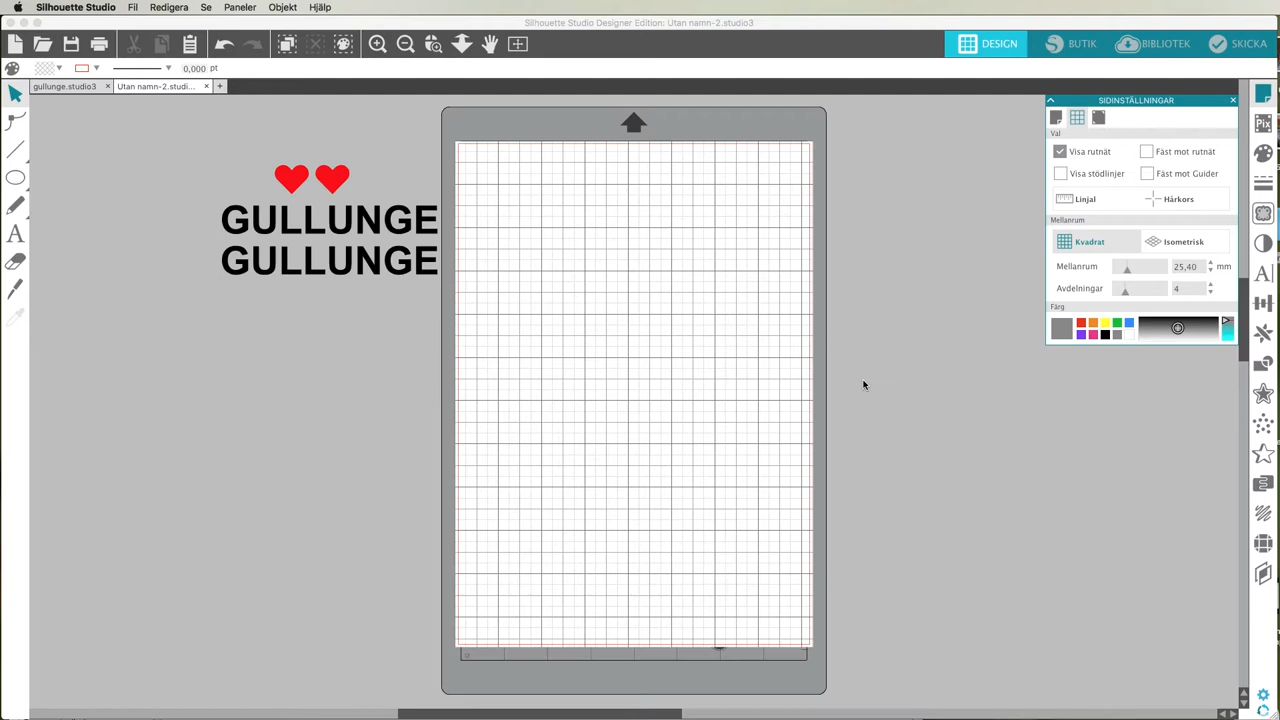 Silhouette Studio Fil Redigera Se Paneler Objekt Hjälp
Silhouette Studio Designer Edition: Utan namn-2.studio3
DESIGN BUTIK BIBLIOTEK SKICKA
0,000 pt
gullunge.studio3 × Utan namn-2.studi... × +
SIDINSTÄLLNINGAR
Pix
Val
Visa rutnät Fäst mot rutnät
Visa stödlinjer Fäst mot Guider
Linjal Hårkors
Mellanrum
Kvadrat Isometrisk
Mellanrum 25,40 mm
Avdelningar 4
Färg
GULLUNGE
GULLUNGE